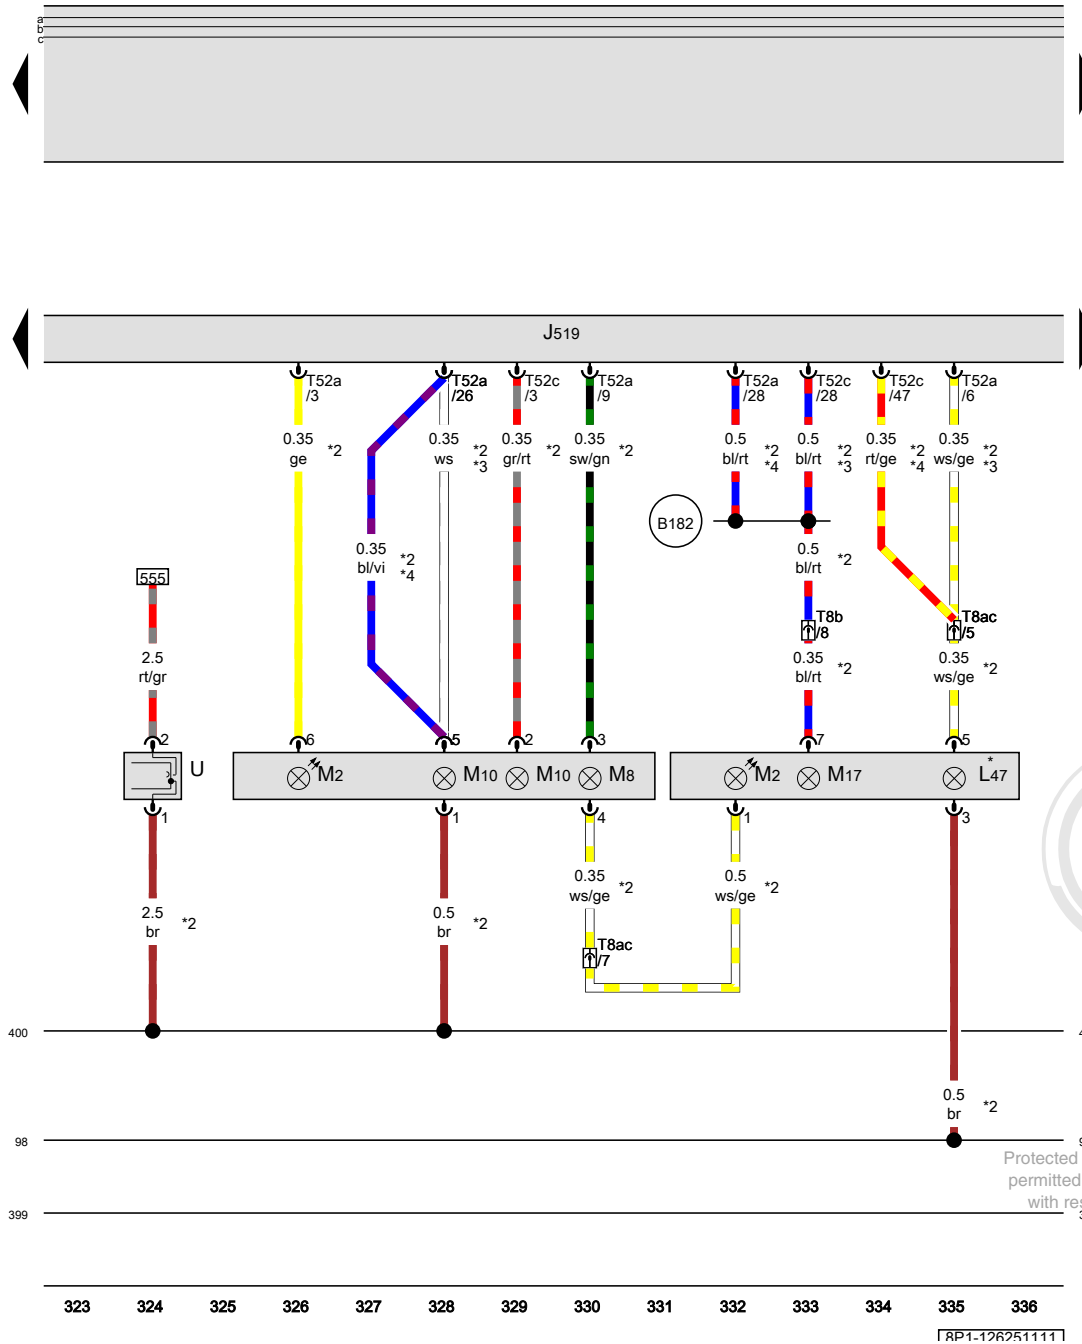 a
b
c
J519
T52a
/3
T52a
/26
T52c
/3
T52a
/9
T52a
/28
T52c
/28
T52c
/47
T52a
/6
0.35
ge
*2
0.35
ws
*2
*3
0.35
gr/rt
*2
0.35
sw/gn
*2
0.5
bl/rt
*2
*4
0.5
bl/rt
*2
*3
0.35
rt/ge
*2
*4
0.35
ws/ge
*2
*3
B182
0.35
bl/vi
*2
*4
0.5
bl/rt
*2
555
T8b
/8
T8ac
/5
2.5
rt/gr
0.35
bl/rt
*2
0.35
ws/ge
*2
2
6
5
2
3
7
5
U
M2
M10
M10
M8
M2
M17
*
L47
1
1
4
1
3
0.35
ws/ge
*2
0.5
ws/ge
*2
2.5
br
*2
0.5
br
*2
T8ac
/7
400
4
0.5
br
*2
98
9
Protected
permitted
with res
399
3
323 324 325 326 327 328 329 330 331 332 333 334 335 336
8P1-126251111